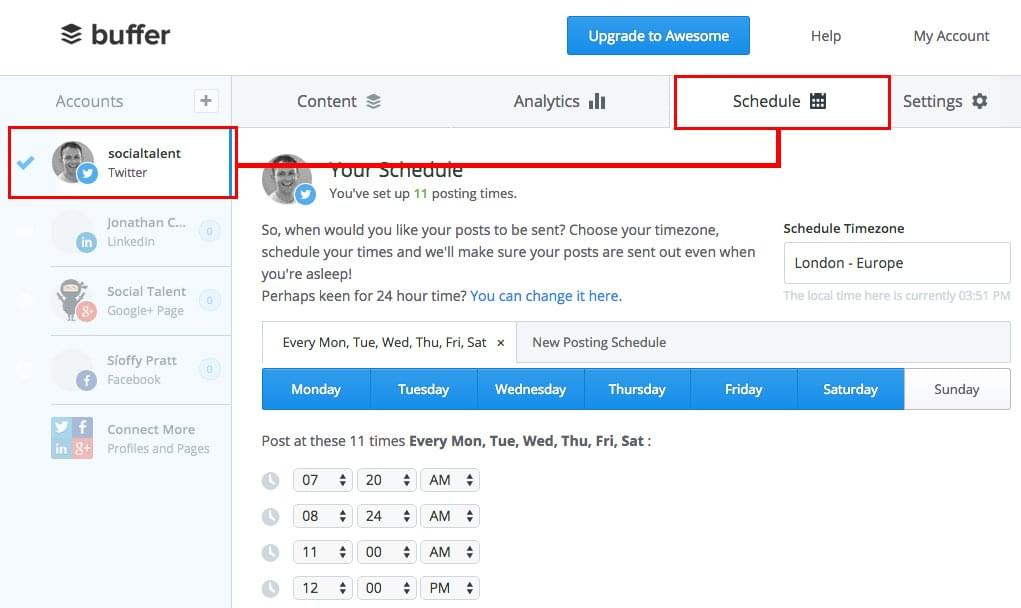 buffer
Upgrade to Awesome
Help
My Account
Accounts
+
Content
Analytics
Schedule
Settings
socialtalent
Twitter
Jonathan C...
LinkedIn
0
Social Talent
Google+ Page
0
Síoffy Pratt
Facebook
0
Connect More
Profiles and Pages
Your Schedule
You've set up 11 posting times.
So, when would you like your posts to be sent? Choose your timezone,
schedule your times and we'll make sure your posts are sent out even when
you're asleep!
Perhaps keen for 24 hour time? You can change it here.
Schedule Timezone
London - Europe
The local time here is currently 03:51 PM
Every Mon, Tue, Wed, Thu, Fri, Sat ×
New Posting Schedule
Monday Tuesday Wednesday Thursday Friday Saturday Sunday
Post at these 11 times Every Mon, Tue, Wed, Thu, Fri, Sat :
07 20 AM
08 24 AM
11 00 AM
12 00 PM